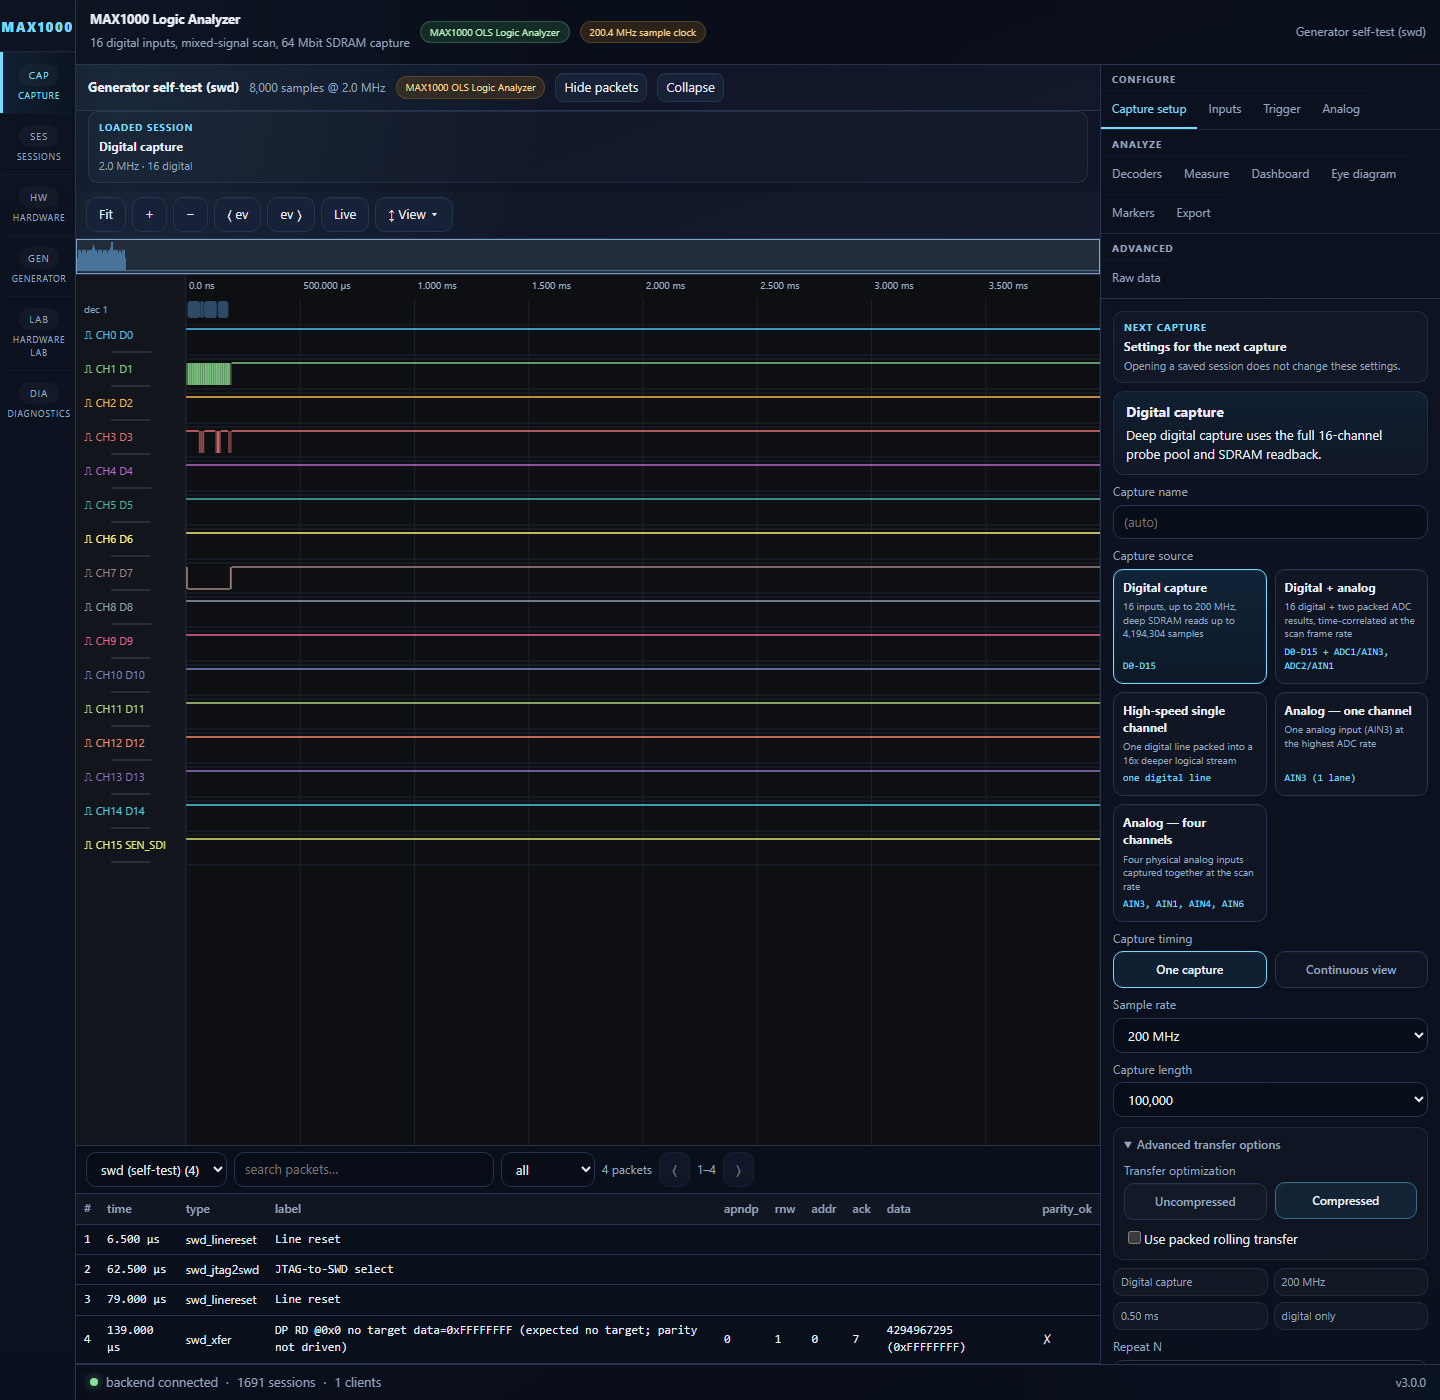 MAX1000
CAP
CAPTURE
SES
SESSIONS
HW
HARDWARE
GEN
GENERATOR
LAB
HARDWARE
LAB
DIA
DIAGNOSTICS
MAX1000 Logic Analyzer
16 digital inputs, mixed-signal scan, 64 Mbit SDRAM capture
MAX1000 OLS Logic Analyzer
200.4 MHz sample clock
Generator self-test (swd)
Generator self-test (swd)
8,000 samples @ 2.0 MHz
MAX1000 OLS Logic Analyzer
Hide packets
Collapse
LOADED SESSION
Digital capture
2.0 MHz · 16 digital
Fit
+
−
⟨ ev
ev ⟩
Live
↕ View ▾
0.0 ns
500.000 µs
1.000 ms
1.500 ms
2.000 ms
2.500 ms
3.000 ms
3.500 ms
dec 1
CH0 D0
CH1 D1
CH2 D2
CH3 D3
CH4 D4
CH5 D5
CH6 D6
CH7 D7
CH8 D8
CH9 D9
CH10 D10
CH11 D11
CH12 D12
CH13 D13
CH14 D14
CH15 SEN_SDI
swd (self-test) (4)
search packets...
all
4 packets
⟨
1–4
⟩
# time type label apndp rnw addr ack data parity_ok
1 6.500 µs swd_linereset Line reset
2 62.500 µs swd_jtag2swd JTAG-to-SWD select
3 79.000 µs swd_linereset Line reset
4 139.000 µs swd_xfer DP RD @0x0 no target data=0xFFFFFFFF (expected no target; parity not driven) 0 1 0 7 4294967295 (0xFFFFFFFF) ✗
CONFIGURE
Capture setup
Inputs
Trigger
Analog
ANALYZE
Decoders
Measure
Dashboard
Eye diagram
Markers
Export
ADVANCED
Raw data
NEXT CAPTURE
Settings for the next capture
Opening a saved session does not change these settings.
Digital capture
Deep digital capture uses the full 16-channel
probe pool and SDRAM readback.
Capture name
(auto)
Capture source
Digital capture
16 inputs, up to 200 MHz,
deep SDRAM reads up to
4,194,304 samples
D0-D15
Digital + analog
16 digital + two packed ADC
results, time-correlated at the
scan frame rate
D0-D15 + ADC1/AIN3,
ADC2/AIN1
High-speed single
channel
One digital line packed into a
16x deeper logical stream
one digital line
Analog — one channel
One analog input (AIN3) at
the highest ADC rate
AIN3 (1 lane)
Analog — four
channels
Four physical analog inputs
captured together at the scan
rate
AIN3, AIN1, AIN4, AIN6
Capture timing
One capture
Continuous view
Sample rate
200 MHz
Capture length
100,000
▼ Advanced transfer options
Transfer optimization
Uncompressed
Compressed
Use packed rolling transfer
Digital capture
200 MHz
0.50 ms
digital only
Repeat N
backend connected · 1691 sessions · 1 clients
v3.0.0